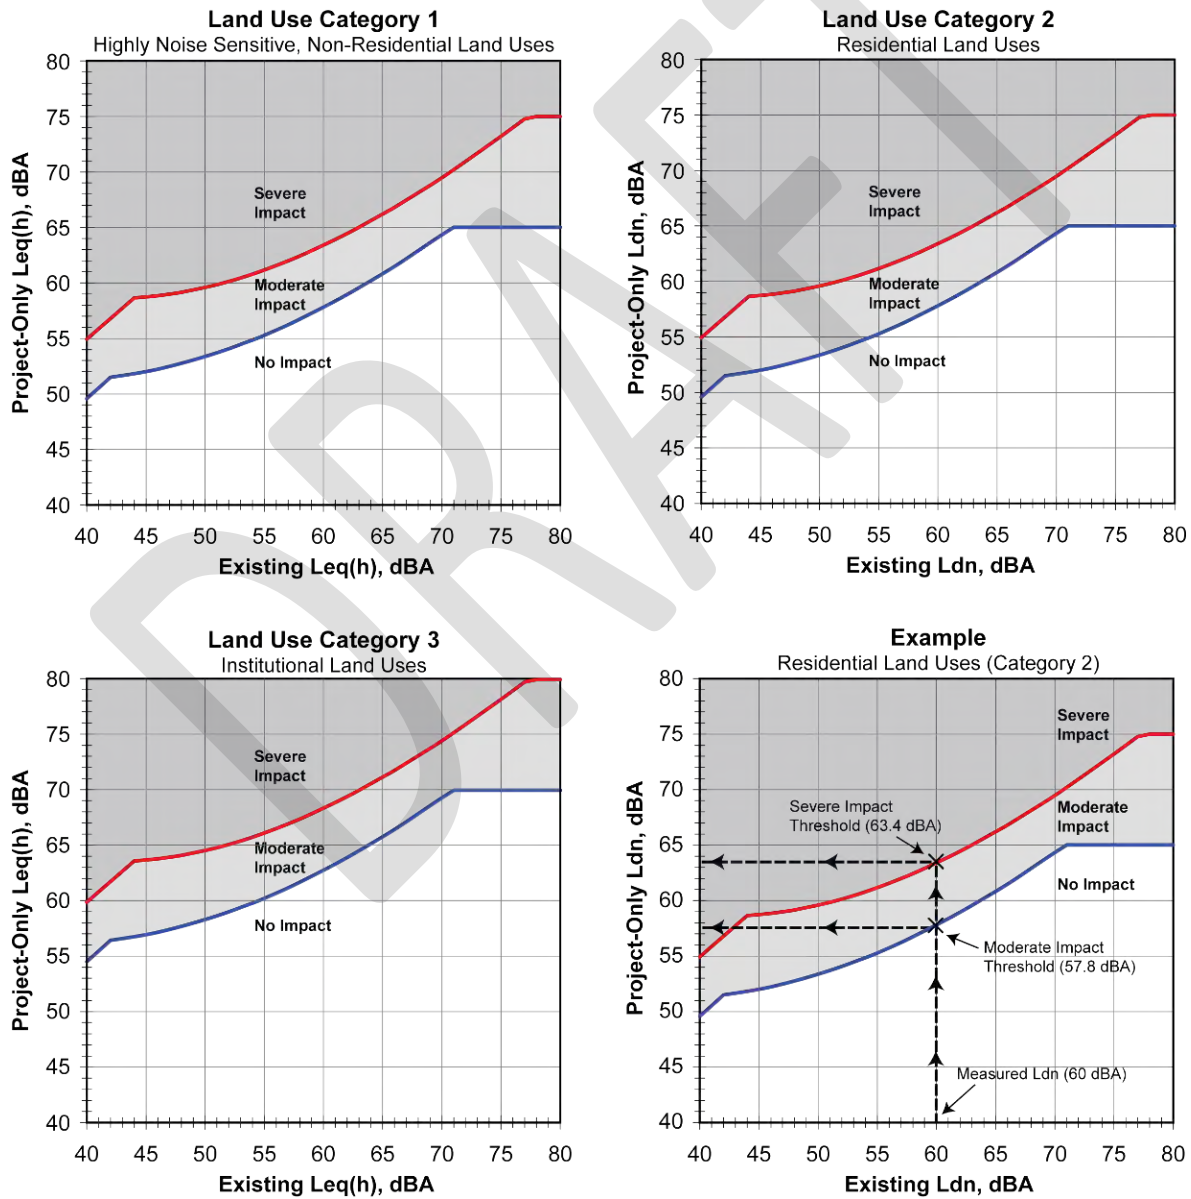 Land Use Category 1
Highly Noise Sensitive, Non-Residential Land Uses
80
75
70
65
60
55
50
45
40
Project-Only Leq(h), dBA
Severe
Impact
Moderate
Impact
No Impact
40 45 50 55 60 65 70 75 80
Existing Leq(h), dBA
Land Use Category 2
Residential Land Uses
80
75
70
65
60
55
50
45
40
Project-Only Ldn, dBA
Severe
Impact
Moderate
Impact
No Impact
40 45 50 55 60 65 70 75 80
Existing Ldn, dBA
Land Use Category 3
Institutional Land Uses
80
75
70
65
60
55
50
45
40
Project-Only Leq(h), dBA
Severe
Impact
Moderate
Impact
No Impact
40 45 50 55 60 65 70 75 80
Existing Leq(h), dBA
Example
Residential Land Uses (Category 2)
80
75
70
65
60
55
50
45
40
Project-Only Ldn, dBA
Severe
Impact
Severe Impact
Threshold (63.4 dBA)
Moderate
Impact
No Impact
Moderate Impact
Threshold (57.8 dBA)
Measured Ldn (60 dBA)
40 45 50 55 60 65 70 75 80
Existing Ldn, dBA
DRAFT